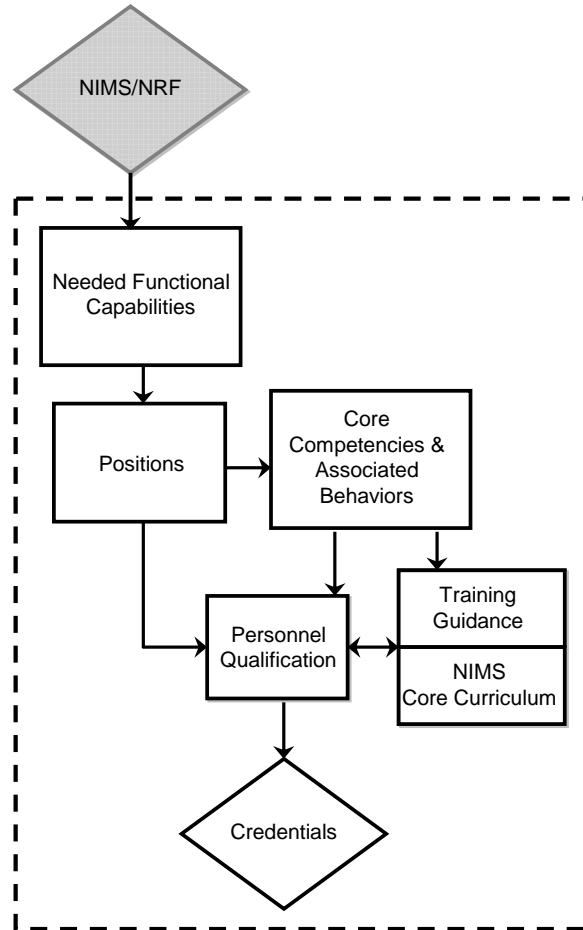 NIMS/NRF
Needed Functional
Capabilities
Positions
Core
Competencies &
Associated
Behaviors
Personnel
Qualification
Training
Guidance
NIMS
Core Curriculum
Credentials